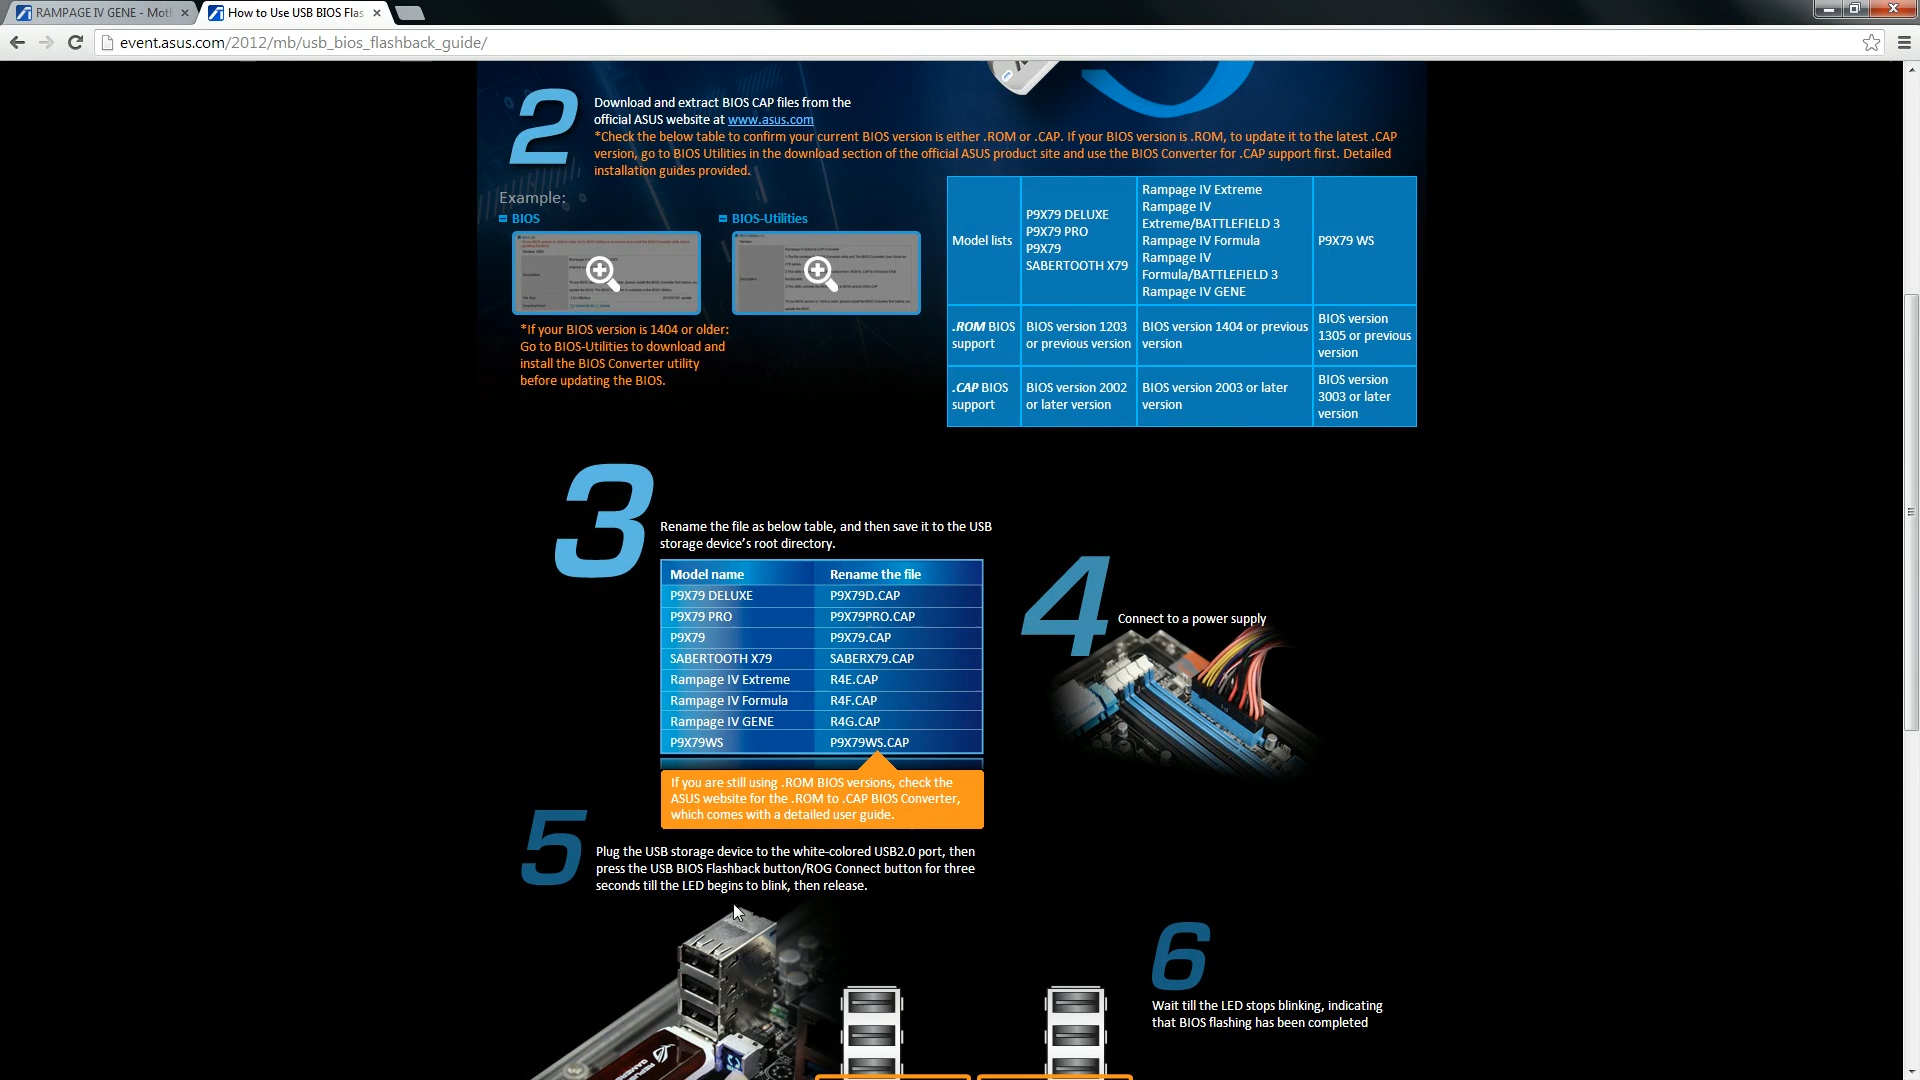 RAMPAGE IV GENE - Mot
How to Use USB BIOS Flas
event.asus.com/2012/mb/usb_bios_flashback_guide/
2
Download and extract BIOS CAP files from the
official ASUS website at www.asus.com
*Check the below table to confirm your current BIOS version is either .ROM or .CAP. If your BIOS version is .ROM, to update it to the latest .CAP
version, go to BIOS Utilities in the download section of the official ASUS product site and use the BIOS Converter for .CAP support first. Detailed
installation guides provided.
Example:
BIOS
BIOS-Utilities
*If your BIOS version is 1404 or older:
Go to BIOS-Utilities to download and
install the BIOS Converter utility
before updating the BIOS.
Model lists
P9X79 DELUXE
P9X79 PRO
P9X79
SABERTOOTH X79
Rampage IV Extreme
Rampage IV
Extreme/BATTLEFIELD 3
Rampage IV Formula
Rampage IV
Formula/BATTLEFIELD 3
Rampage IV GENE
P9X79 WS
.ROM BIOS
support
BIOS version 1203
or previous version
BIOS version 1404 or previous
version
BIOS version
1305 or previous
version
.CAP BIOS
support
BIOS version 2002
or later version
BIOS version 2003 or later
version
BIOS version
3003 or later
version
3
Rename the file as below table, and then save it to the USB
storage device's root directory.
Model name Rename the file
P9X79 DELUXE P9X79D.CAP
P9X79 PRO P9X79PRO.CAP
P9X79 P9X79.CAP
SABERTOOTH X79 SABERX79.CAP
Rampage IV Extreme R4E.CAP
Rampage IV Formula R4F.CAP
Rampage IV GENE R4G.CAP
P9X79WS P9X79WS.CAP
If you are still using .ROM BIOS versions, check the
ASUS website for the .ROM to .CAP BIOS Converter,
which comes with a detailed user guide.
4
Connect to a power supply
5
Plug the USB storage device to the white-colored USB2.0 port, then
press the USB BIOS Flashback button/ROG Connect button for three
seconds till the LED begins to blink, then release.
6
Wait till the LED stops blinking, indicating
that BIOS flashing has been completed